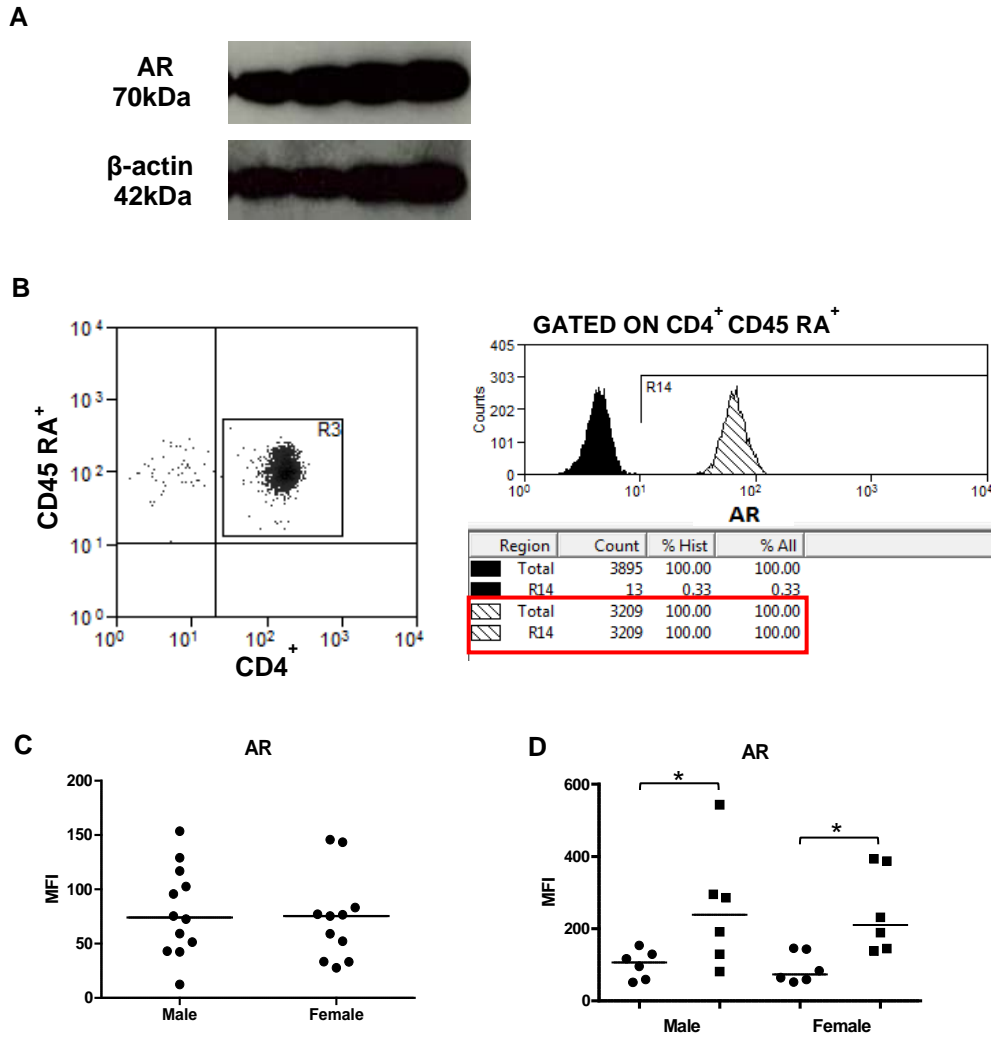 A
AR
70kDa
β-actin
42kDa
B
10⁴
10³
10²
10¹
10⁰
CD45 RA⁺
R3
10⁰ 10¹ 10² 10³ 10⁴
CD4⁺
GATED ON CD4⁺ CD45 RA⁺
405
303
202
101
0
Counts
R14
10⁰ 10¹ 10² 10³ 10⁴
AR
Region Count % Hist % All
Total 3895 100.00 100.00
R14 13 0.33 0.33
Total 3209 100.00 100.00
R14 3209 100.00 100.00
C
AR
200
150
100
50
0
MFI
Male Female
D
AR
600
400
200
0
MFI
* *
Male Female